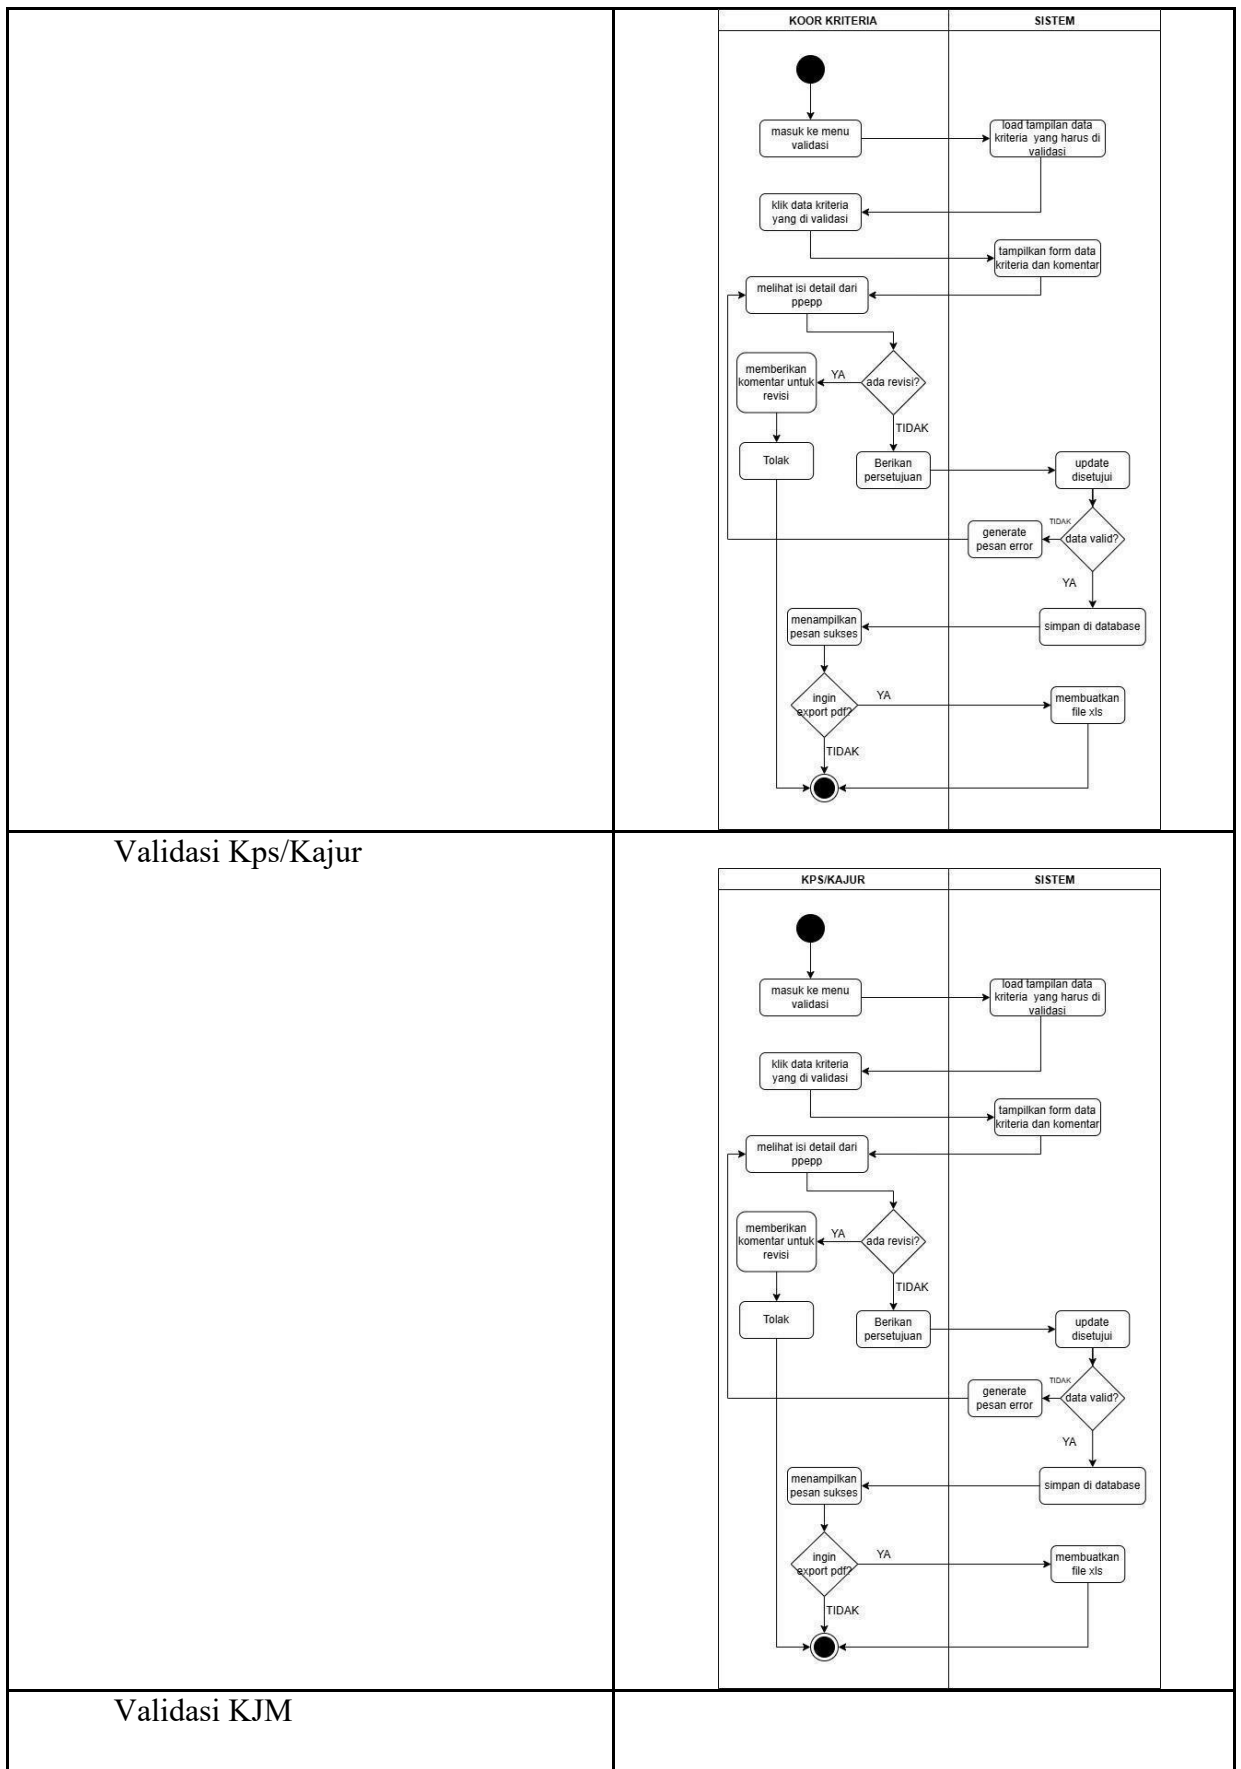 KOOR KRITERIA
SISTEM
masuk ke menu
validasi
load tampilan data
kriteria yang harus di
validasi
klik data kriteria
yang di validasi
tampilkan form data
kriteria dan komentar
melihat isi detail dari
ppepp
ada revisi?
YA
memberikan
komentar untuk
revisi
TIDAK
Tolak
Berikan
persetujuan
update
disetujui
data valid?
TIDAK
generate
pesan error
YA
simpan di database
menampilkan
pesan sukses
ingin
export pdf?
YA
membuatkan
file xls
TIDAK
Validasi Kps/Kajur
KPS/KAJUR
SISTEM
masuk ke menu
validasi
load tampilan data
kriteria yang harus di
validasi
klik data kriteria
yang di validasi
tampilkan form data
kriteria dan komentar
melihat isi detail dari
ppepp
ada revisi?
YA
memberikan
komentar untuk
revisi
TIDAK
Tolak
Berikan
persetujuan
update
disetujui
data valid?
TIDAK
generate
pesan error
YA
simpan di database
menampilkan
pesan sukses
ingin
export pdf?
YA
membuatkan
file xls
TIDAK
Validasi KJM